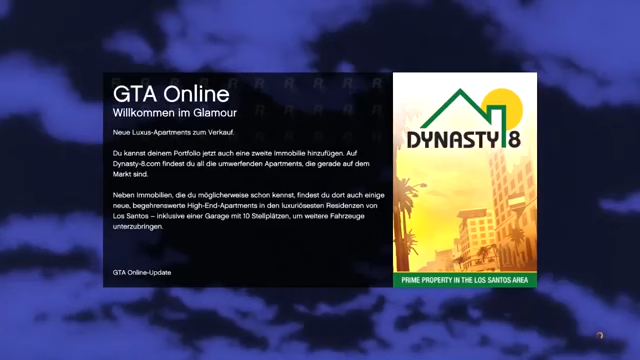 GTA Online
Willkommen im Glamour
Neue Luxus-Apartments zum Verkauf.
Du kannst deinem Portfolio jetzt auch eine zweite Immobilie hinzufügen. Auf
Dynasty-8.com findest du all die umwerfenden Apartments, die gerade auf dem
Markt sind.
Neben Immobilien, die du möglicherweise schon kennst, findest du dort auch einige
neue, begehrenswerte High-End-Apartments in den luxuriösesten Residenzen von
Los Santos – inklusive einer Garage mit 10 Stellplätzen, um weitere Fahrzeuge
unterzubringen.
GTA Online-Update
DYNASTY 8
PRIME PROPERTY IN THE LOS SANTOS AREA